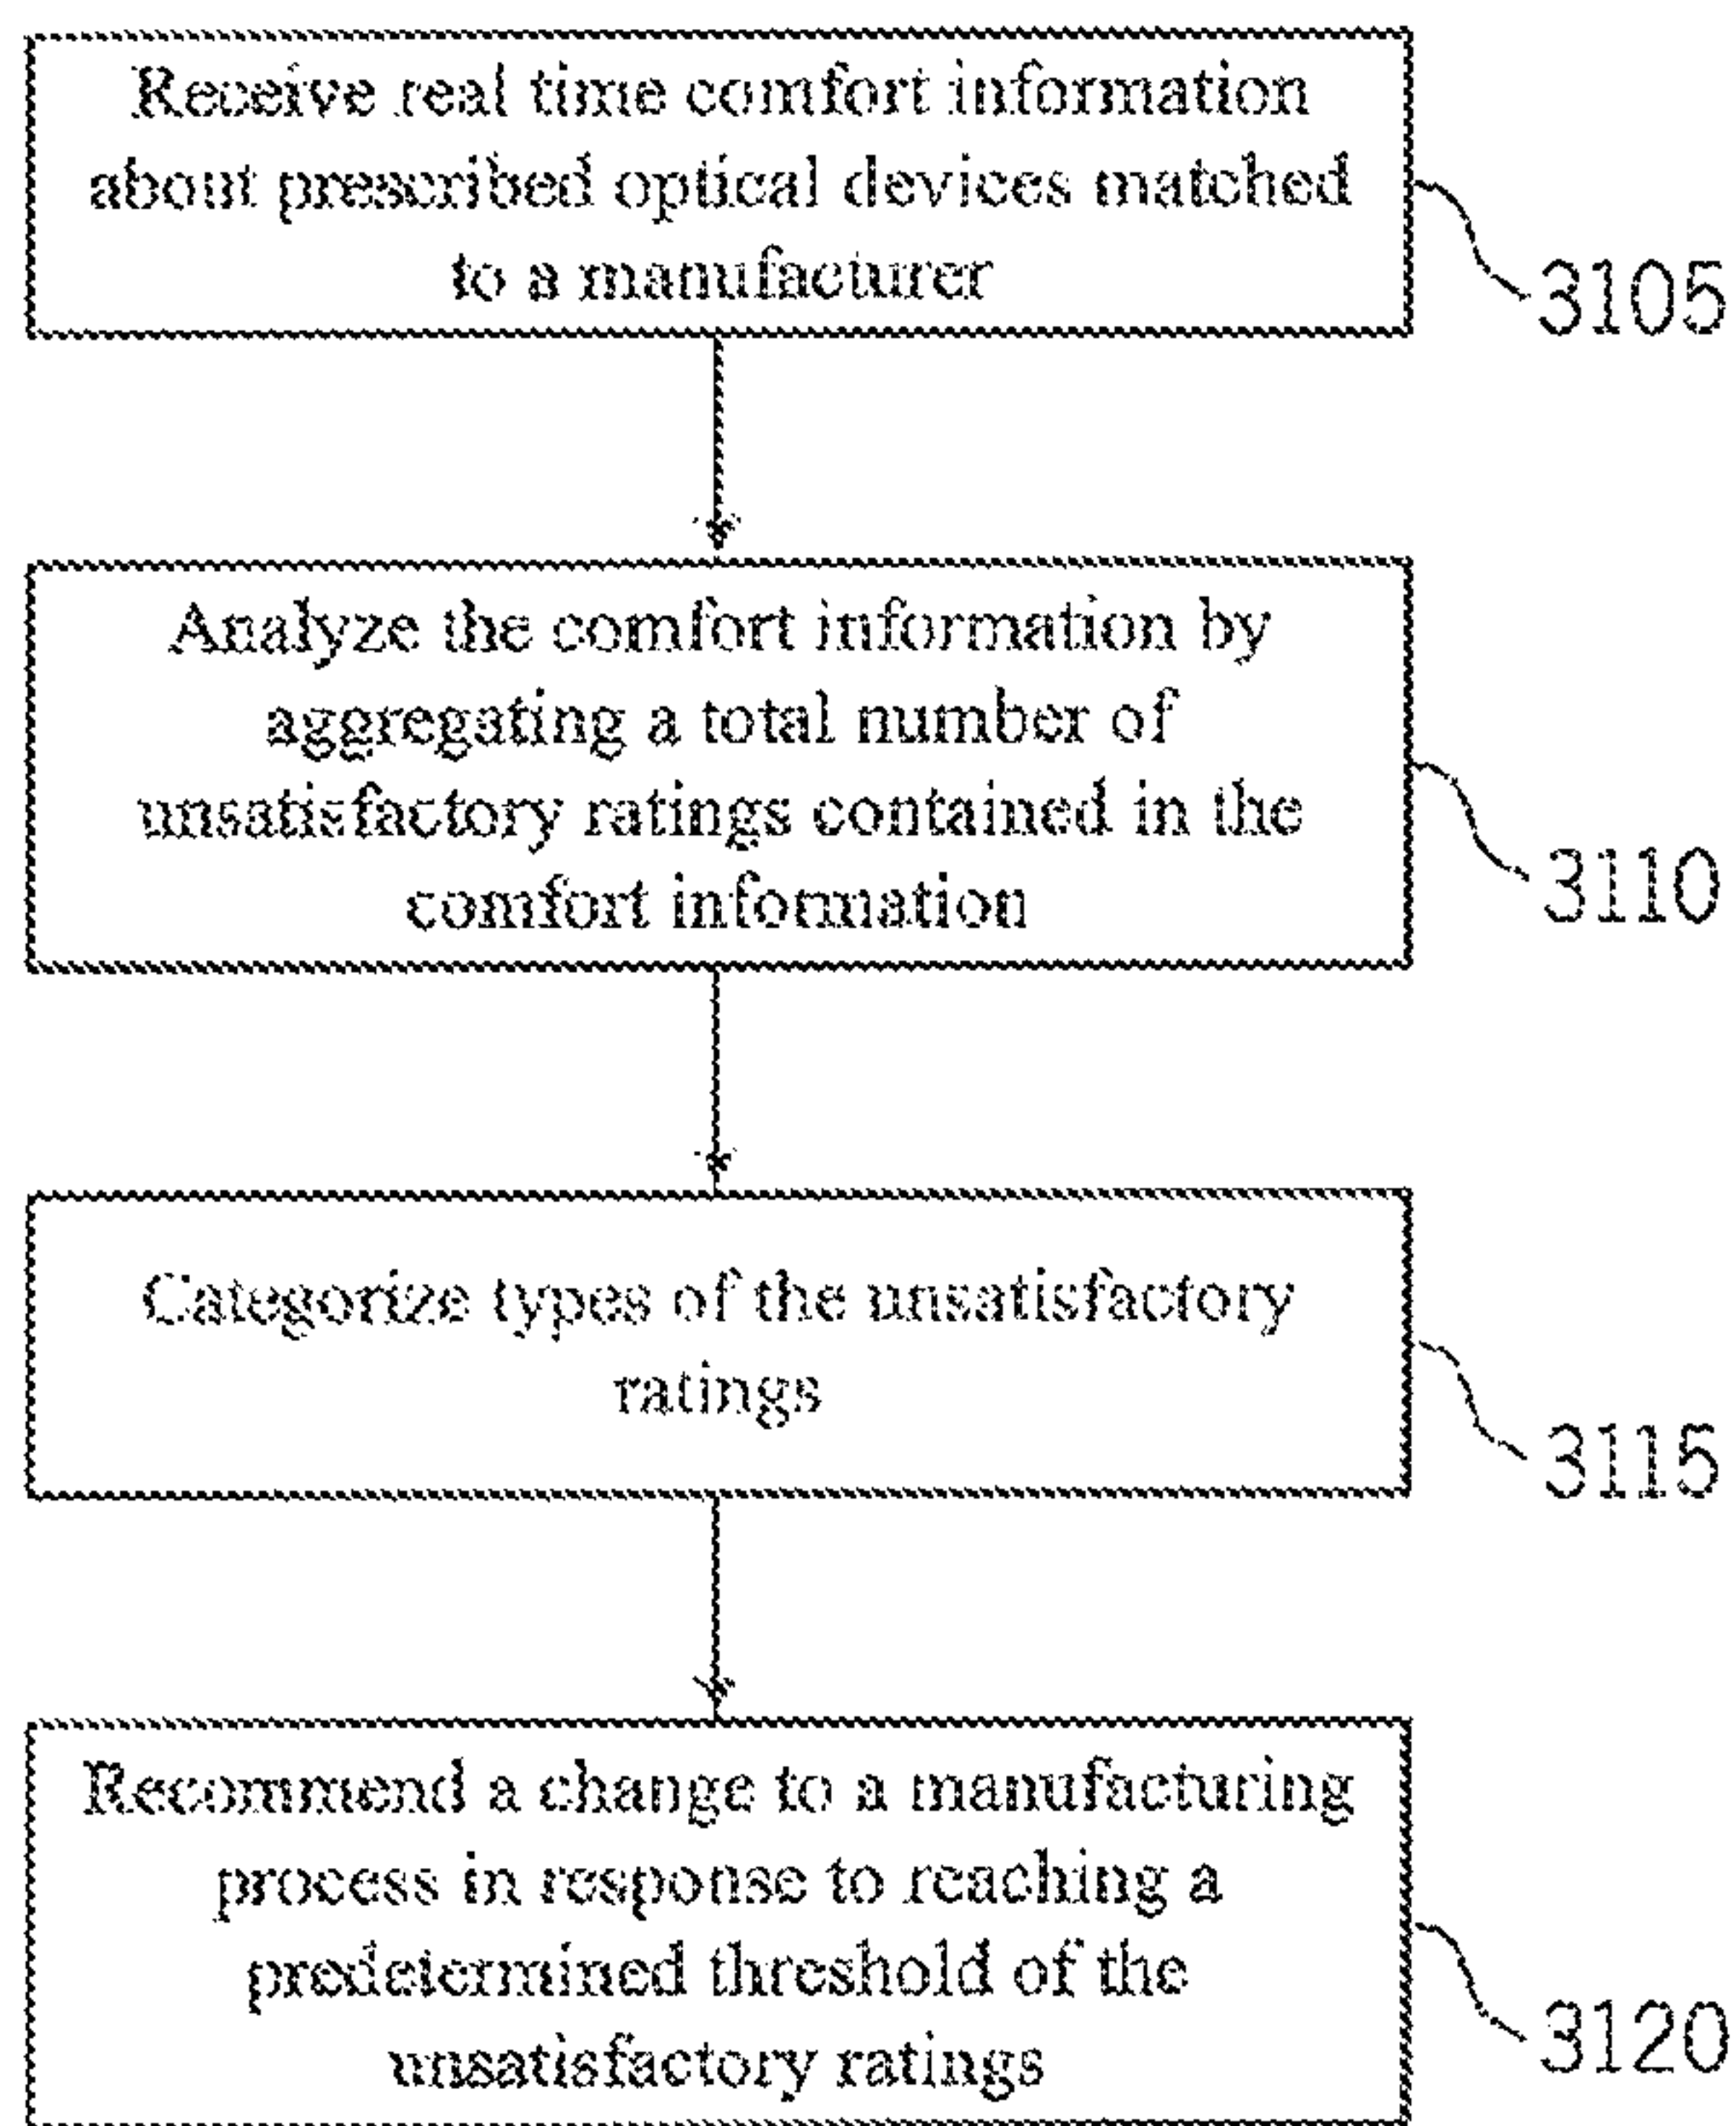 Receive real time comfort information
about prescribed optical devices matched
to a manufacturer
3105
Analyze the comfort information by
aggregating a total number of
unsatisfactory ratings contained in the
comfort information
3110
Categorize types of the unsatisfactory
ratings
3115
Recommend a change to a manufacturing
process in response to reaching a
predetermined threshold of the
unsatisfactory ratings
3120